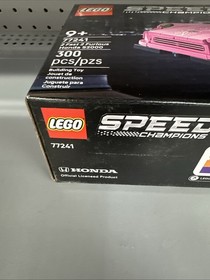 LEGO
9+
77241
2 Fast 2 Furious
Honda S2000
300
pcs/pzs
Building Toy
Jouet de
construction
Juguete para
Construir
LEGO
77241
SPEED
CHAMPIONS
HONDA
Official Licensed Product